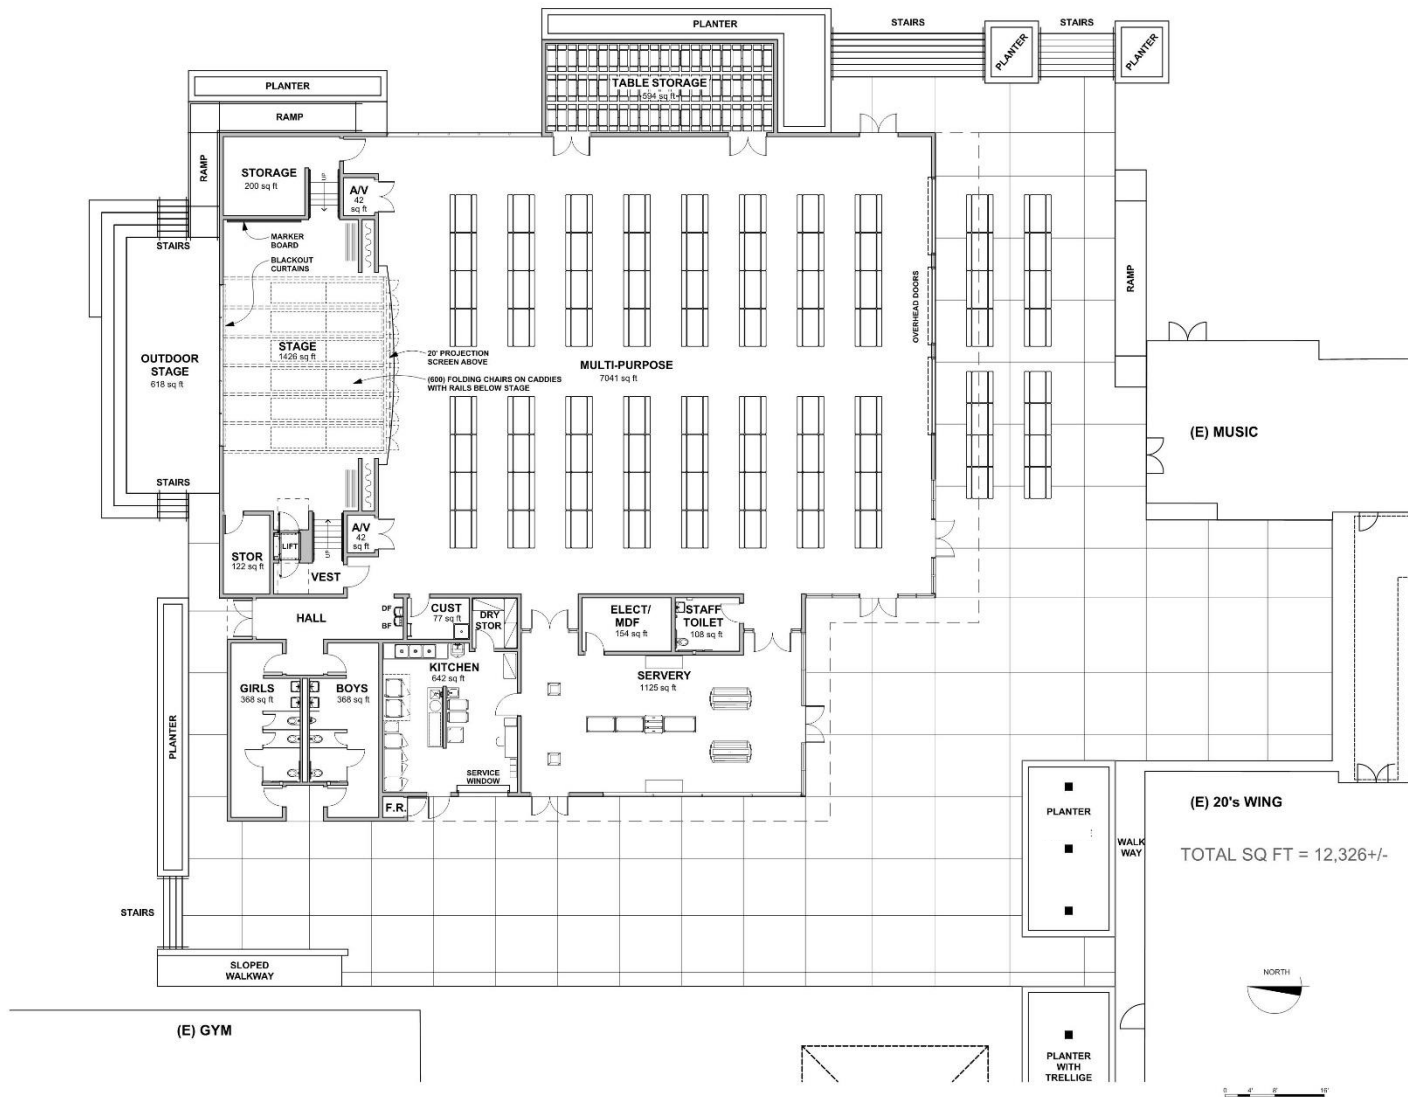 PLANTER
STAIRS
PLANTER
STAIRS
PLANTER
PLANTER
RAMP
TABLE STORAGE
594 sq ft
RAMP
STORAGE
200 sq ft
UP
A/V
42
sq ft
STAIRS
MARKER
BOARD
BLACKOUT
CURTAINS
OVERHEAD DOORS
RAMP
OUTDOOR
STAGE
618 sq ft
STAGE
1426 sq ft
20' PROJECTION
SCREEN ABOVE
(600) FOLDING CHAIRS ON CADDIES
WITH RAILS BELOW STAGE
MULTI-PURPOSE
7041 sq ft
(E) MUSIC
STAIRS
STOR
122 sq ft
LIFT
UP
A/V
42
sq ft
VEST
HALL
DF
BF
CUST
77 sq ft
DRY
STOR
ELECT/
MDF
154 sq ft
STAFF
TOILET
108 sq ft
GIRLS
368 sq ft
BOYS
368 sq ft
KITCHEN
642 sq ft
SERVERY
1125 sq ft
PLANTER
SERVICE
WINDOW
F.R.
PLANTER
WALK
WAY
(E) 20's WING
TOTAL SQ FT = 12,326+/-
STAIRS
SLOPED
WALKWAY
NORTH
(E) GYM
PLANTER
WITH
TRELLIGE
0 4' 8' 16'